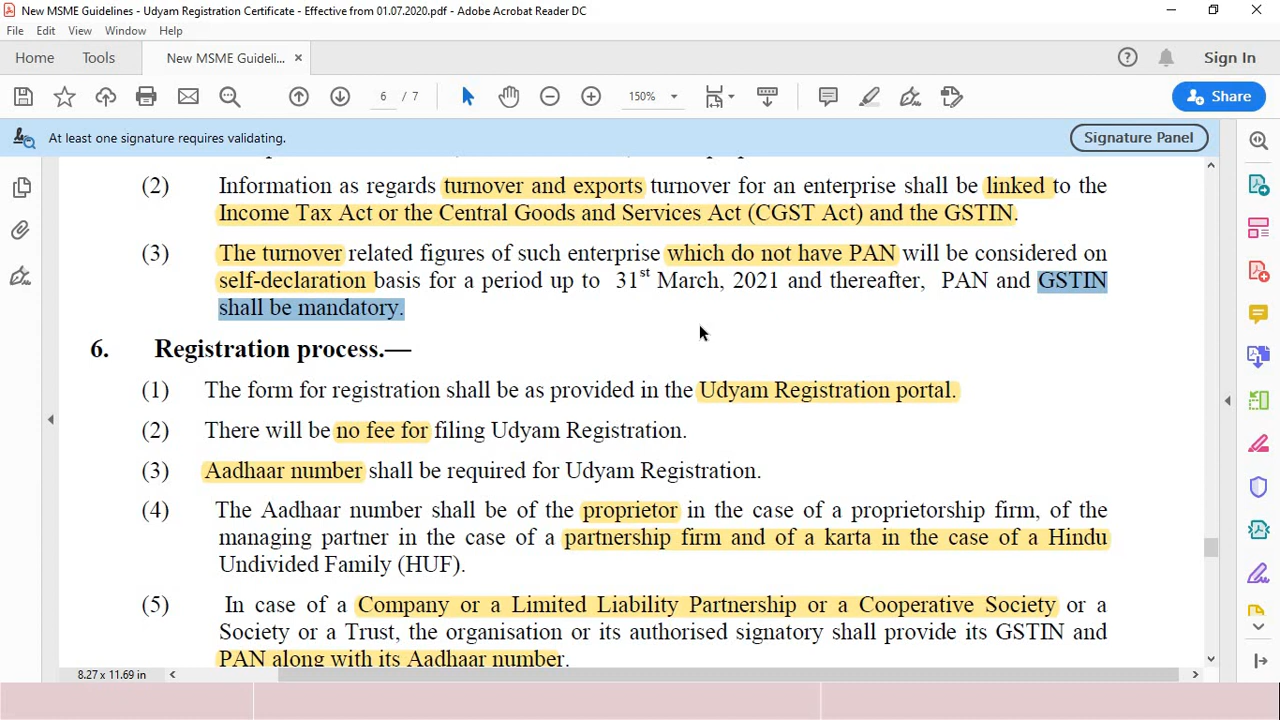 New MSME Guidelines - Udyam Registration Certificate - Effective from 01.07.2020.pdf - Adobe Acrobat Reader DC
File Edit View Window Help
Home Tools New MSME Guideli... × Sign In
6 / 7 150% Share
At least one signature requires validating. Signature Panel
(2) Information as regards turnover and exports turnover for an enterprise shall be linked to the
Income Tax Act or the Central Goods and Services Act (CGST Act) and the GSTIN.
(3) The turnover related figures of such enterprise which do not have PAN will be considered on
self-declaration basis for a period up to 31st March, 2021 and thereafter, PAN and GSTIN
shall be mandatory.
6. Registration process.—
(1) The form for registration shall be as provided in the Udyam Registration portal.
(2) There will be no fee for filing Udyam Registration.
(3) Aadhaar number shall be required for Udyam Registration.
(4) The Aadhaar number shall be of the proprietor in the case of a proprietorship firm, of the
managing partner in the case of a partnership firm and of a karta in the case of a Hindu
Undivided Family (HUF).
(5) In case of a Company or a Limited Liability Partnership or a Cooperative Society or a
Society or a Trust, the organisation or its authorised signatory shall provide its GSTIN and
PAN along with its Aadhaar number.
8.27 x 11.69 in